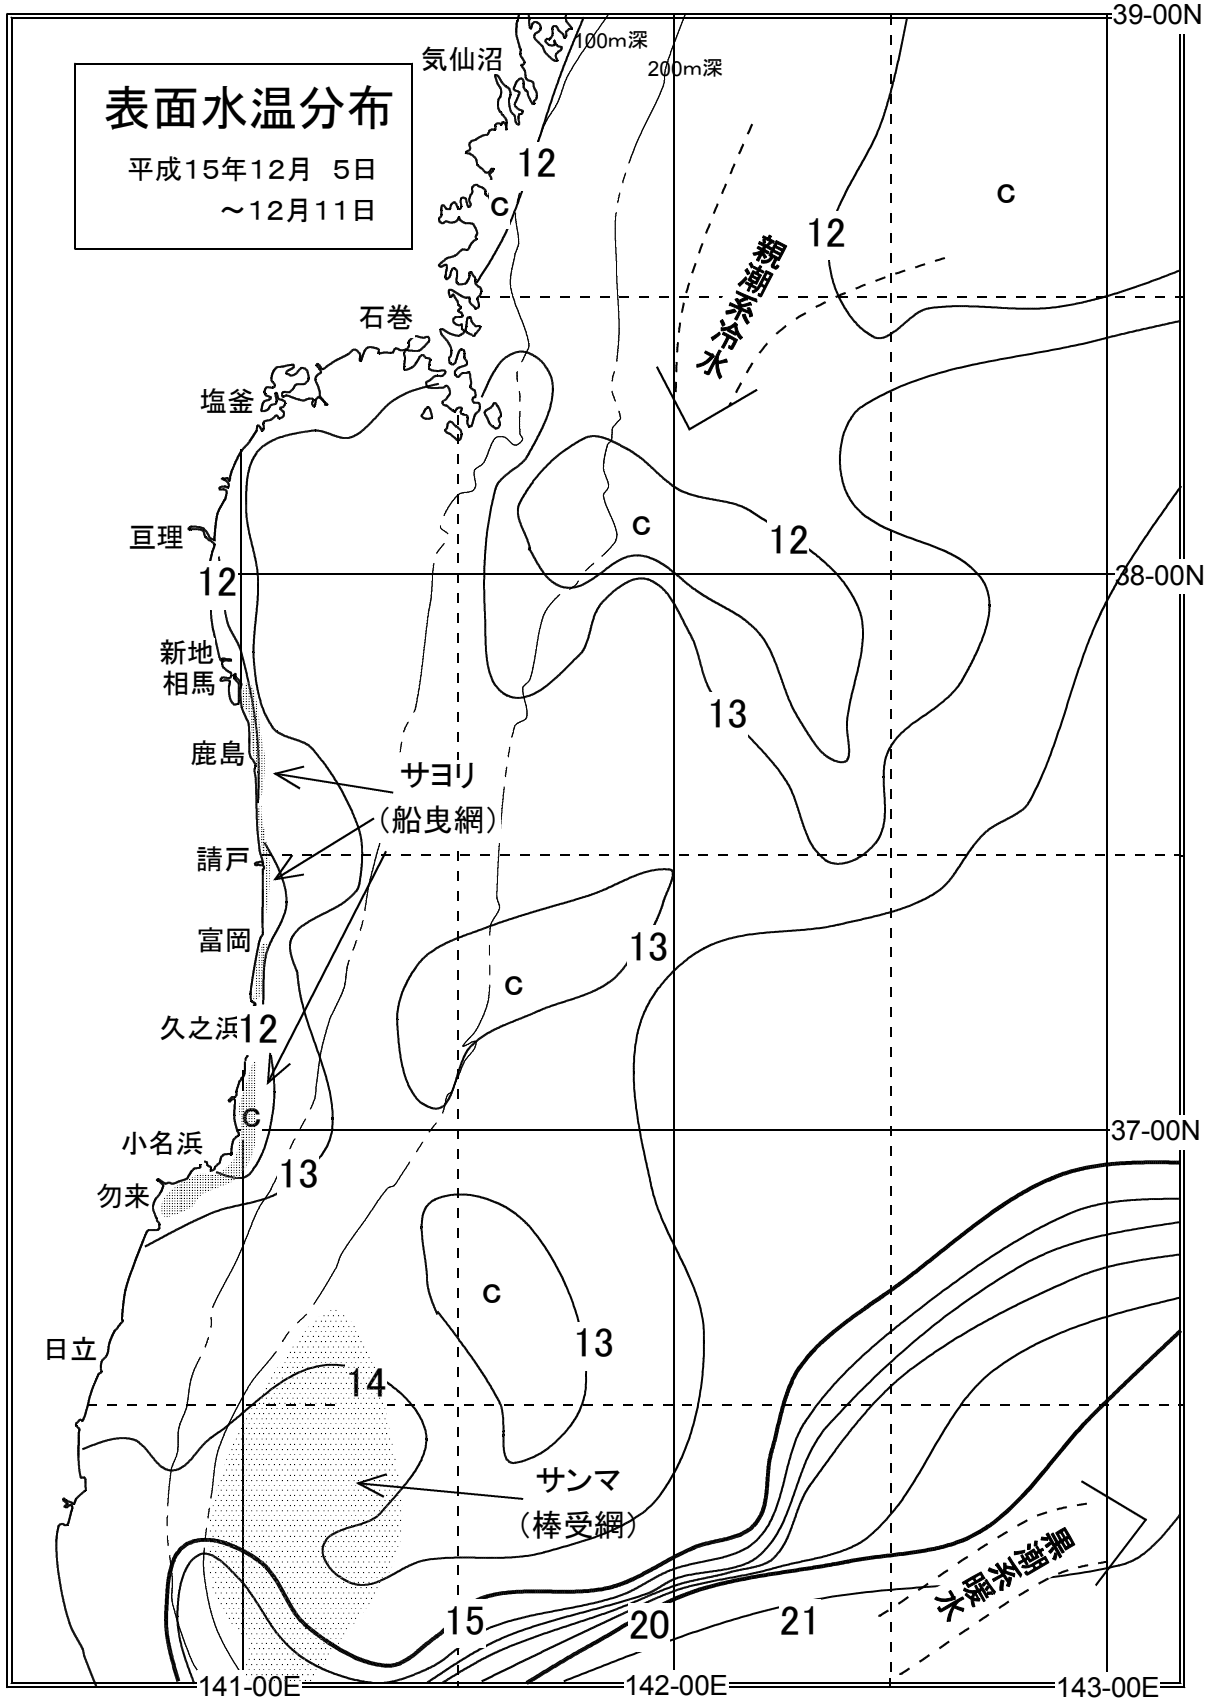 39-00N
100m深
200m深
気仙沼
表面水温分布
平成15年12月 5日
～12月11日
12
C
C
12
親潮系冷水
石巻
塩釜
C
12
亘理
12
38-00N
新地
相馬
13
鹿島
サヨリ
（船曳網）
請戸
富岡
13
C
久之浜
12
C
小名浜
37-00N
13
勿来
C
13
日立
14
サンマ
（棒受網）
黒潮系暖水
15
20
21
141-00E
142-00E
143-00E